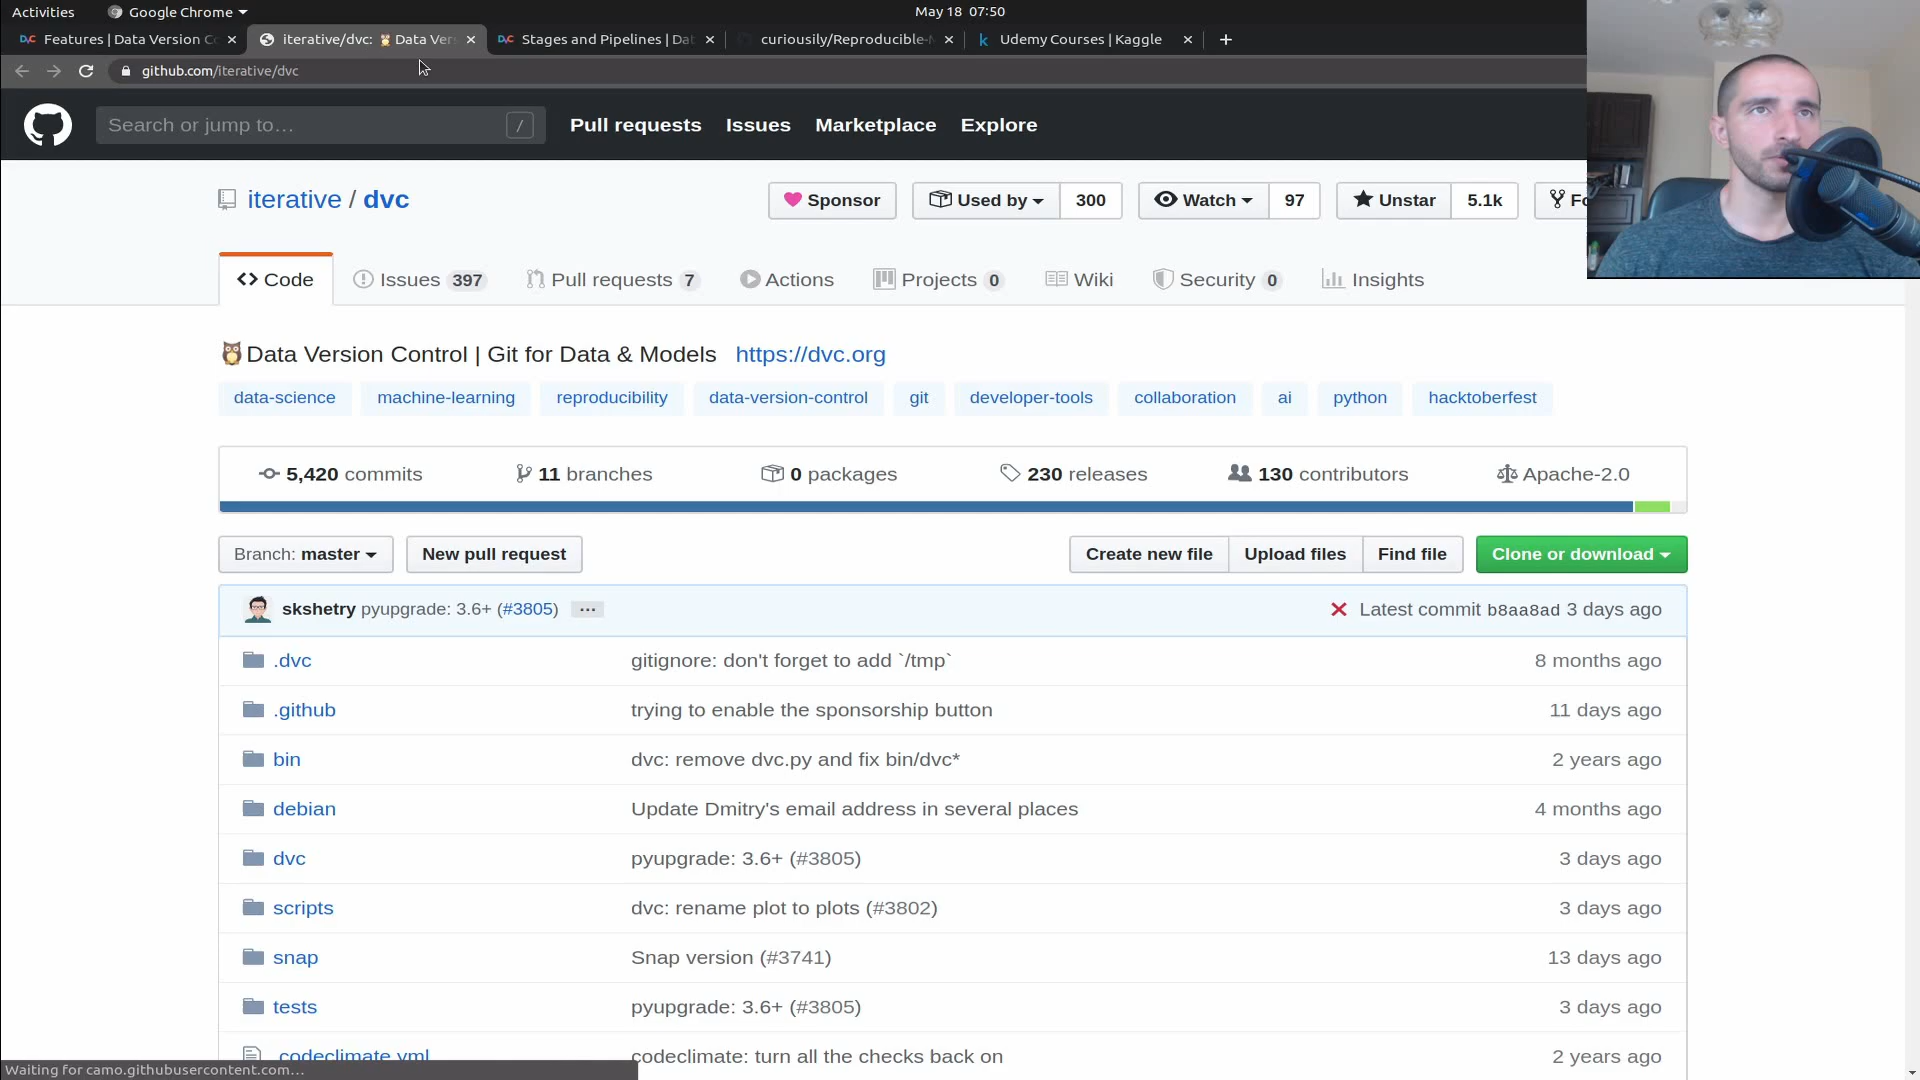 Activities Google Chrome May 18 07:50
DVC Features | Data Version C iterative/dvc: Data Vers DVC Stages and Pipelines | Dat curiousily/Reproducible- k Udemy Courses | Kaggle
github.com/iterative/dvc
Search or jump to… / Pull requests Issues Marketplace Explore
iterative / dvc Sponsor Used by 300 Watch 97 Unstar 5.1k Fo
Code Issues 397 Pull requests 7 Actions Projects 0 Wiki Security 0 Insights
Data Version Control | Git for Data & Models https://dvc.org
data-science machine-learning reproducibility data-version-control git developer-tools collaboration ai python hacktoberfest
5,420 commits 11 branches 0 packages 230 releases 130 contributors Apache-2.0
Branch: master New pull request Create new file Upload files Find file Clone or download
skshetry pyupgrade: 3.6+ (#3805) … Latest commit b8aa8ad 3 days ago
.dvc gitignore: don't forget to add `/tmp` 8 months ago
.github trying to enable the sponsorship button 11 days ago
bin dvc: remove dvc.py and fix bin/dvc* 2 years ago
debian Update Dmitry's email address in several places 4 months ago
dvc pyupgrade: 3.6+ (#3805) 3 days ago
scripts dvc: rename plot to plots (#3802) 3 days ago
snap Snap version (#3741) 13 days ago
tests pyupgrade: 3.6+ (#3805) 3 days ago
.codeclimate.yml codeclimate: turn all the checks back on 2 years ago
Waiting for camo.githubusercontent.com…